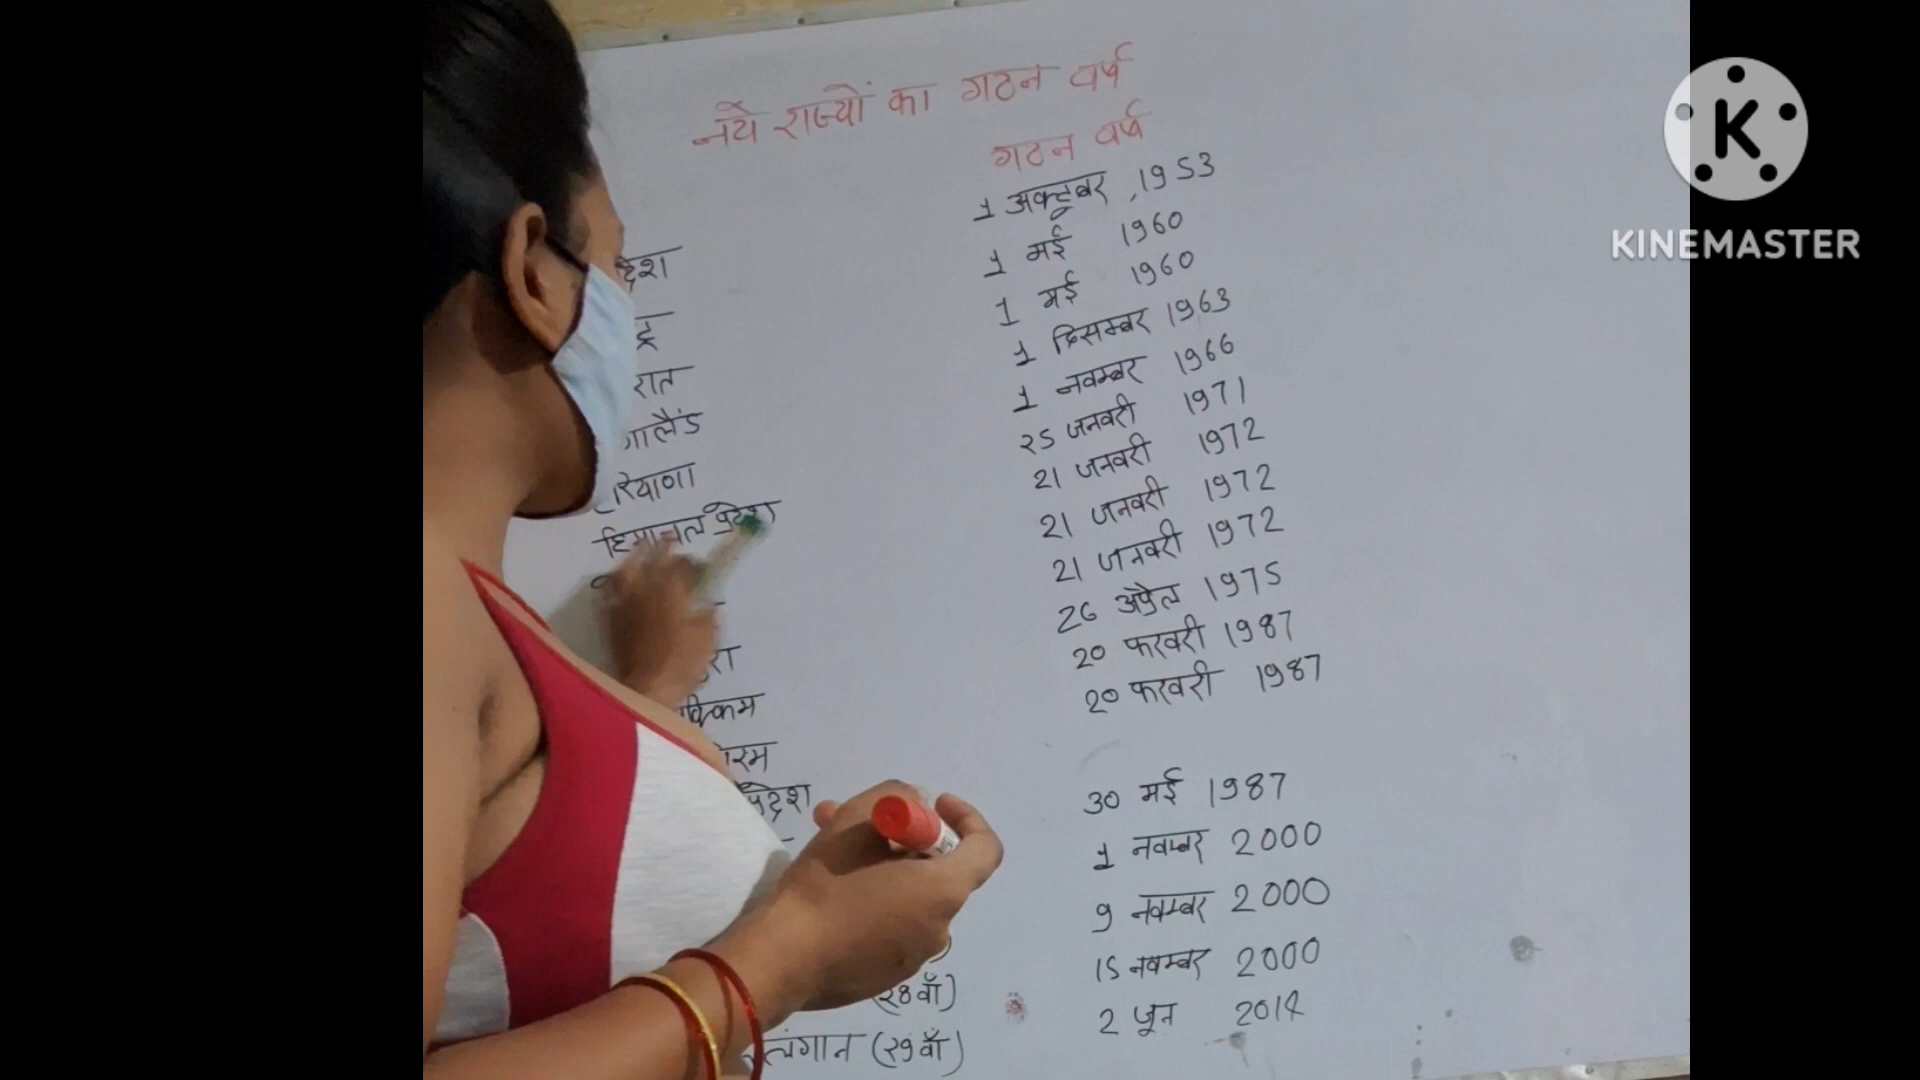 नये राज्यों का गठन वर्ष
गठन वर्ष
1 अक्टूबर, 1953
देश 1 मई 1960
ट्र 1 मई 1960
रात 1 दिसम्बर 1963
गालैंड 1 नवम्बर 1966
रियाणा 25 जनवरी 1971
हिमाचल प्रदेश 21 जनवरी 1972
21 जनवरी 1972
21 जनवरी 1972
रा 26 अप्रैल 1975
क्किम 20 फरवरी 1987
रम 20 फरवरी 1987
प्रदेश 30 मई 1987
1 नवम्बर 2000
9 नवम्बर 2000
(28वाँ) 15 नवम्बर 2000
लंगान (29वाँ) 2 जून 2014
K
KINEMASTER